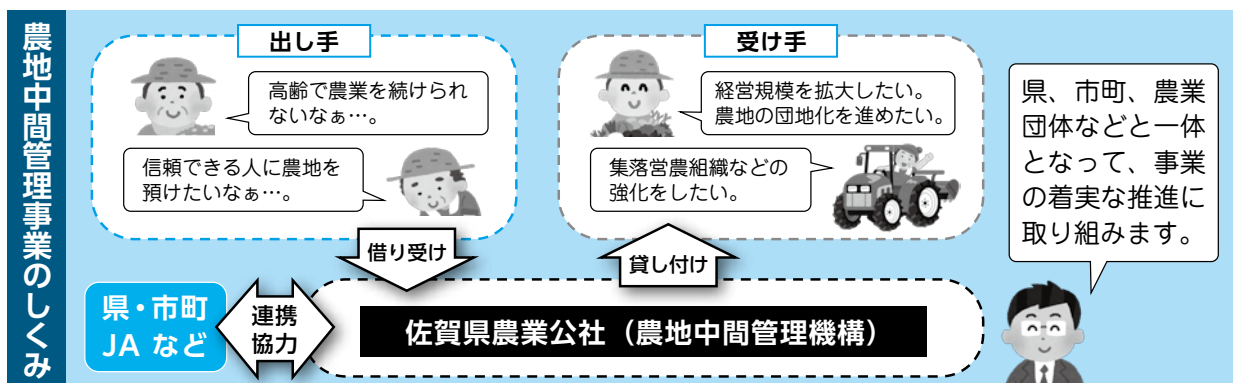 農地中間管理事業のしくみ
出し手
高齢で農業を続けられ
ないなぁ…。
信頼できる人に農地を
預けたいなぁ…。
受け手
経営規模を拡大したい。
農地の団地化を進めたい。
集落営農組織などの
強化をしたい。
県、市町、農業
団体などと一体
となって、事業
の着実な推進に
取り組みます。
借り受け
貸し付け
県・市町
JA など
連携
協力
佐賀県農業公社（農地中間管理機構）